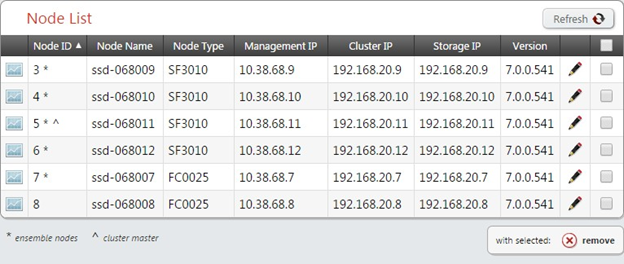 Node List
Refresh
Node ID ▲ Node Name Node Type Management IP Cluster IP Storage IP Version
3 * ssd-068009 SF3010 10.38.68.9 192.168.20.9 192.168.20.9 7.0.0.541
4 * ssd-068010 SF3010 10.38.68.10 192.168.20.10 192.168.20.10 7.0.0.541
5 * ^ ssd-068011 SF3010 10.38.68.11 192.168.20.11 192.168.20.11 7.0.0.541
6 * ssd-068012 SF3010 10.38.68.12 192.168.20.12 192.168.20.12 7.0.0.541
7 * ssd-068007 FC0025 10.38.68.7 192.168.20.7 192.168.20.7 7.0.0.541
8 ssd-068008 FC0025 10.38.68.8 192.168.20.8 192.168.20.8 7.0.0.541
* ensemble nodes ^ cluster master
with selected: remove